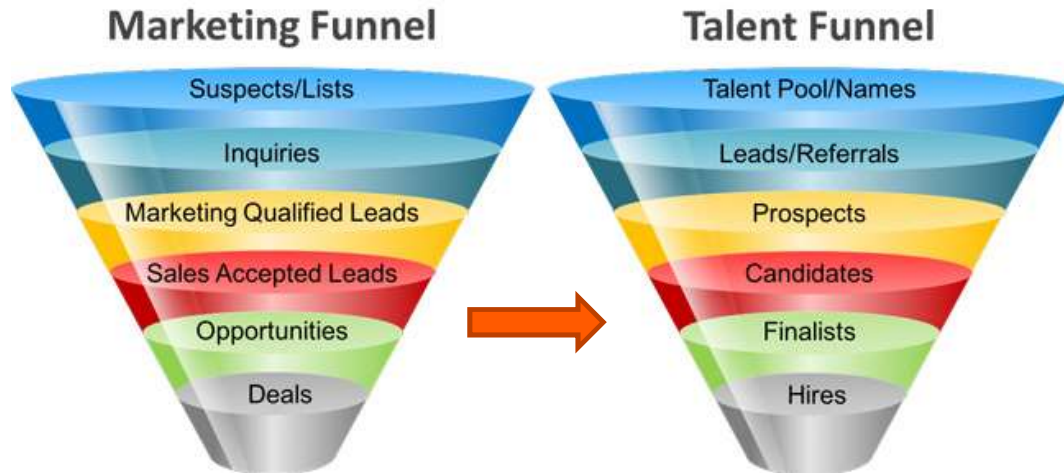 Marketing Funnel
Suspects/Lists
Inquiries
Marketing Qualified Leads
Sales Accepted Leads
Opportunities
Deals
Talent Funnel
Talent Pool/Names
Leads/Referrals
Prospects
Candidates
Finalists
Hires